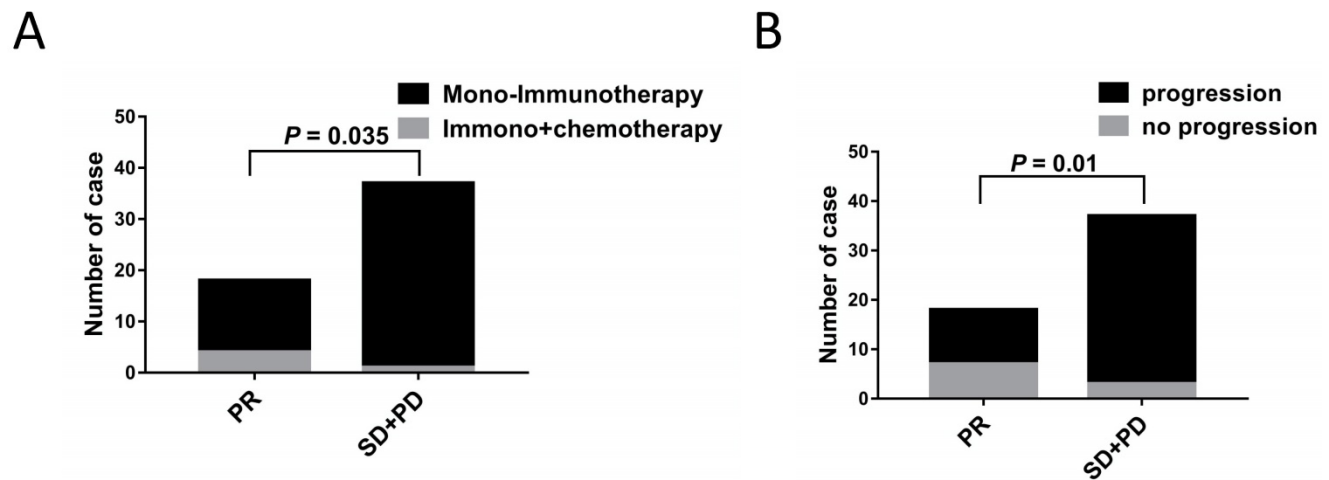 A
Mono-Immunotherapy
Immono+chemotherapy
P = 0.035
Number of case
50
40
30
20
10
0
PR
SD+PD
B
progression
no progression
P = 0.01
Number of case
50
40
30
20
10
0
PR
SD+PD